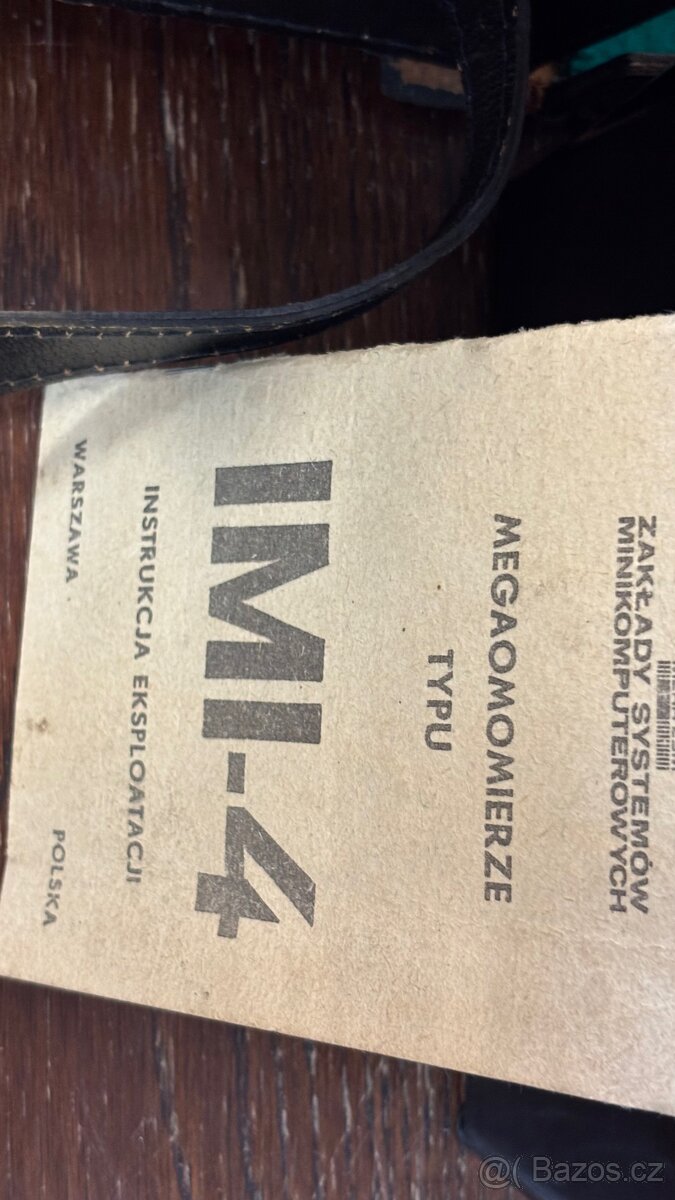 ZAKŁADY SYSTEMÓW
MINIKOMPUTEROWYCH
MEGAOMOMIERZE
TYPU
IMI-4
INSTRUKCJA EKSPLOATACJI
WARSZAWA · POLSKA
@( Bazos.cz